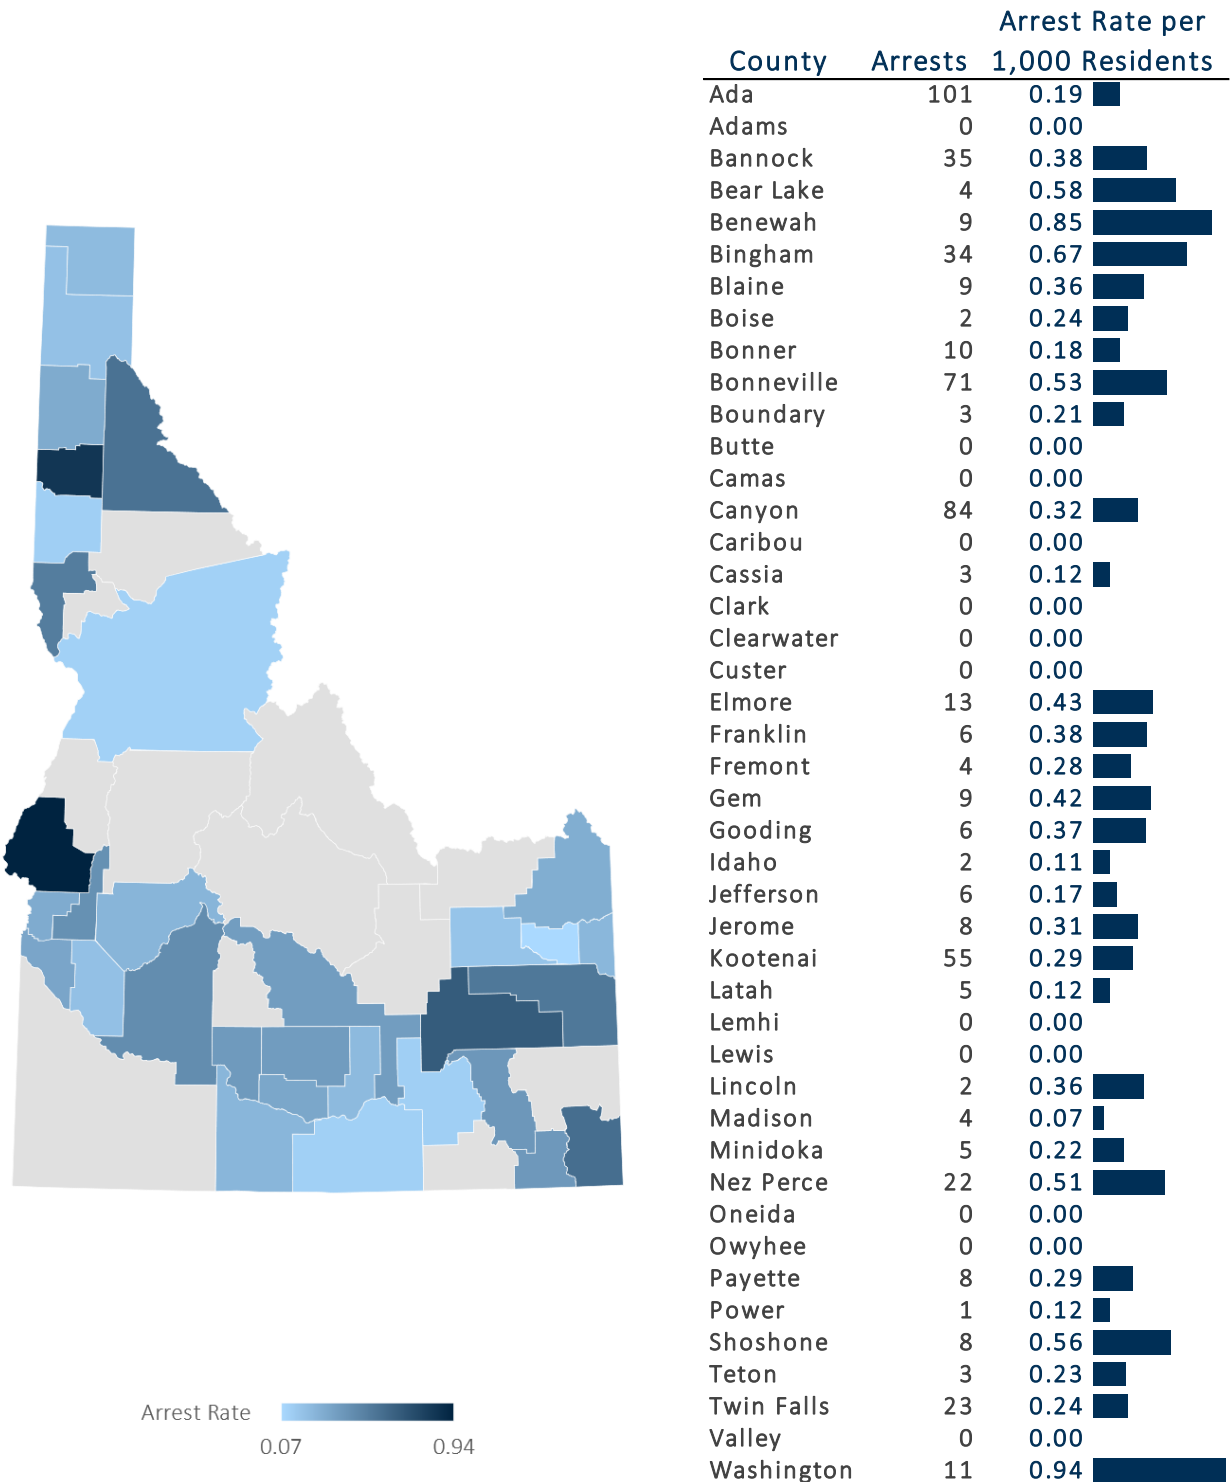 Arrest Rate per
County Arrests 1,000 Residents
Ada 101 0.19
Adams 0 0.00
Bannock 35 0.38
Bear Lake 4 0.58
Benewah 9 0.85
Bingham 34 0.67
Blaine 9 0.36
Boise 2 0.24
Bonner 10 0.18
Bonneville 71 0.53
Boundary 3 0.21
Butte 0 0.00
Camas 0 0.00
Canyon 84 0.32
Caribou 0 0.00
Cassia 3 0.12
Clark 0 0.00
Clearwater 0 0.00
Custer 0 0.00
Elmore 13 0.43
Franklin 6 0.38
Fremont 4 0.28
Gem 9 0.42
Gooding 6 0.37
Idaho 2 0.11
Jefferson 6 0.17
Jerome 8 0.31
Kootenai 55 0.29
Latah 5 0.12
Lemhi 0 0.00
Lewis 0 0.00
Lincoln 2 0.36
Madison 4 0.07
Minidoka 5 0.22
Nez Perce 22 0.51
Oneida 0 0.00
Owyhee 0 0.00
Payette 8 0.29
Power 1 0.12
Shoshone 8 0.56
Teton 3 0.23
Twin Falls 23 0.24
Valley 0 0.00
Washington 11 0.94
Arrest Rate
0.07 0.94